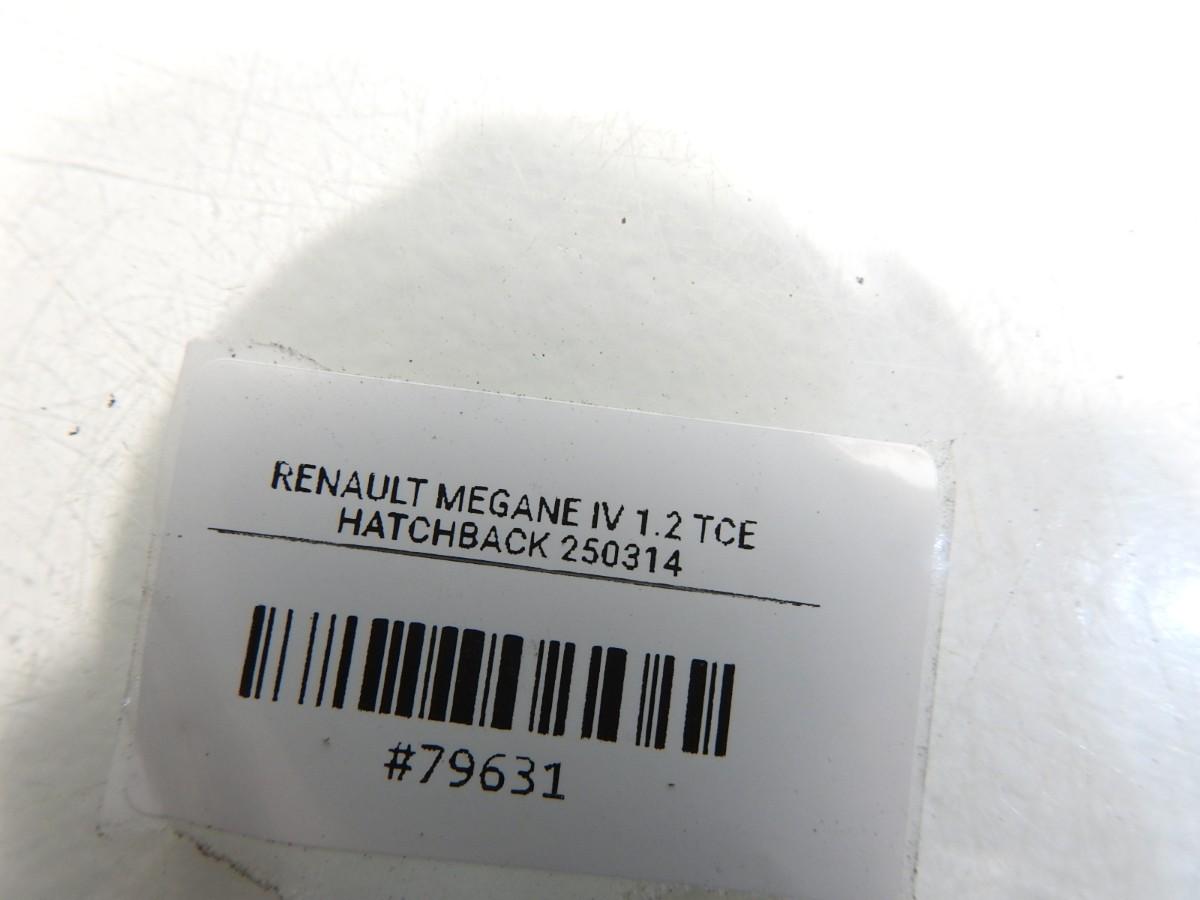 RENAULT MEGANE IV 1.2 TCE
HATCHBACK 250314
#79631